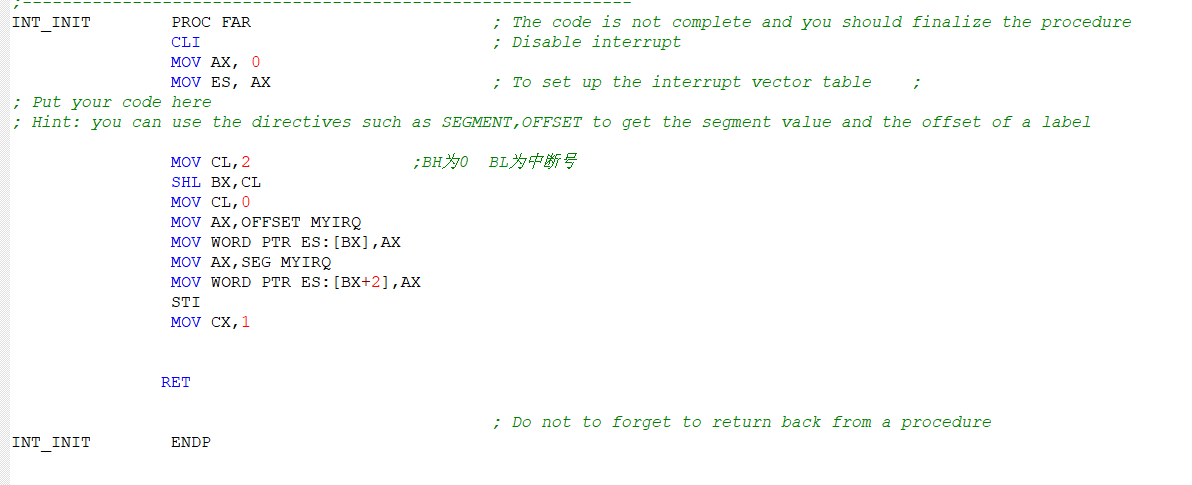 ;-------------------------------------------------------------
INT_INIT PROC FAR ; The code is not complete and you should finalize the procedure
CLI ; Disable interrupt
MOV AX, 0
MOV ES, AX ; To set up the interrupt vector table ;
; Put your code here
; Hint: you can use the directives such as SEGMENT,OFFSET to get the segment value and the offset of a label
MOV CL,2 ;BH为0 BL为中断号
SHL BX,CL
MOV CL,0
MOV AX,OFFSET MYIRQ
MOV WORD PTR ES:[BX],AX
MOV AX,SEG MYIRQ
MOV WORD PTR ES:[BX+2],AX
STI
MOV CX,1
RET
; Do not to forget to return back from a procedure
INT_INIT ENDP